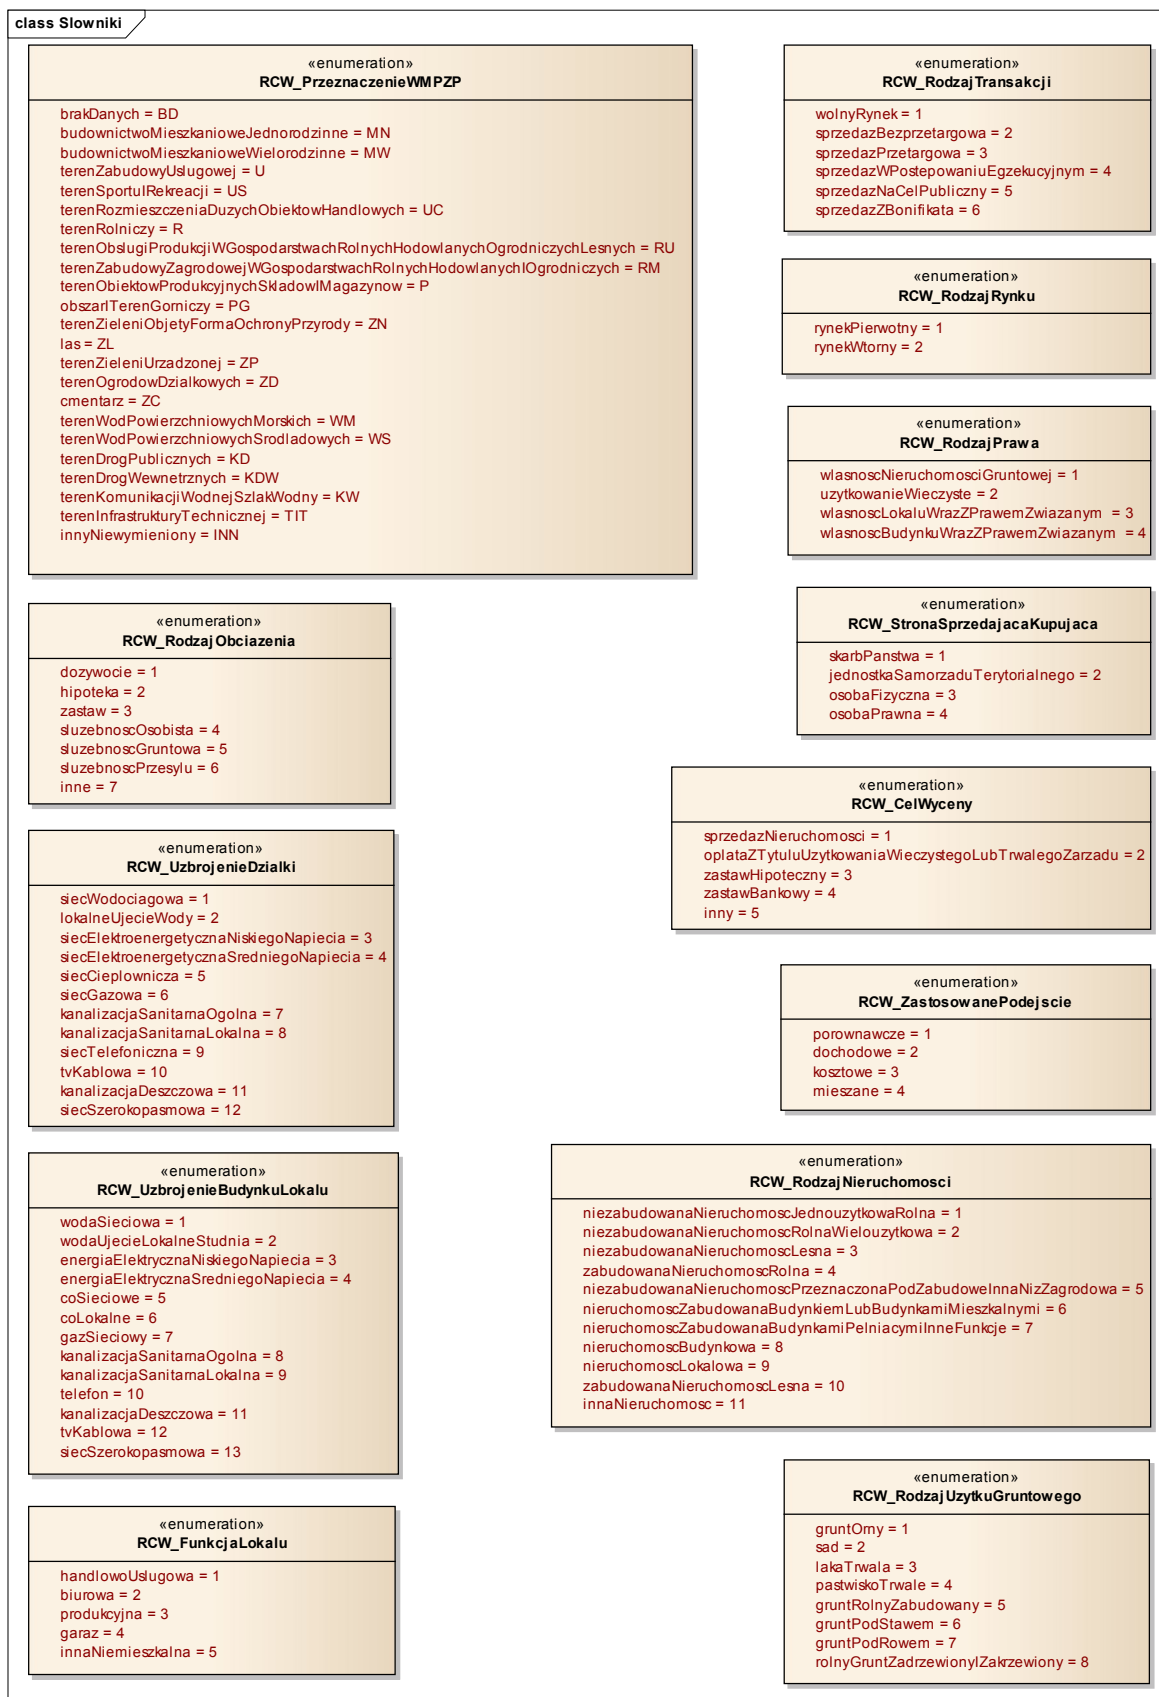 class Slowniki
«enumeration»
RCW_PrzeznaczenieWMPZP
brakDanych = BD
budownictwoMieszkanioweJednorodzinne = MN
budownictwoMieszkanioweWielorodzinne = MW
terenZabudowyUslugowej = U
terenSportuIRekreacji = US
terenRozmieszczeniaDuzychObiektowHandlowych = UC
terenRolniczy = R
terenObslugiProdukcjiWGospodarstwachRolnychHodowlanychOgrodniczychLesnych = RU
terenZabudowyZagrodowejWGospodarstwachRolnychHodowlanychIOgrodniczych = RM
terenObiektowProdukcyjnychSkladowIMagazynow = P
obszarITerenGorniczy = PG
terenZieleniObjetyFormaOchronyPrzyrody = ZN
las = ZL
terenZieleniUrzadzonej = ZP
terenOgrodowDzialkowych = ZD
cmentarz = ZC
terenWodPowierzchniowychMorskich = WM
terenWodPowierzchniowychSrodladowych = WS
terenDrogPublicznych = KD
terenDrogWewnetrznych = KDW
terenKomunikacjiWodnejSzlakWodny = KW
terenInfrastrukturyTechnicznej = TIT
innyNiewymieniony = INN
«enumeration»
RCW_RodzajObciazenia
dozywocie = 1
hipoteka = 2
zastaw = 3
sluzebnoscOsobista = 4
sluzebnoscGruntowa = 5
sluzebnoscPrzesylu = 6
inne = 7
«enumeration»
RCW_UzbrojenieDzialki
siecWodociagowa = 1
lokalneUjecieWody = 2
siecElektroenergetycznaNiskiegoNapiecia = 3
siecElektroenergetycznaSredniegoNapiecia = 4
siecCieplownicza = 5
siecGazowa = 6
kanalizacjaSanitarnaOgolna = 7
kanalizacjaSanitarnaLokalna = 8
siecTelefoniczna = 9
tvKablowa = 10
kanalizacjaDeszczowa = 11
siecSzerokopasmowa = 12
«enumeration»
RCW_UzbrojenieBudynkuLokalu
wodaSieciowa = 1
wodaUjecieLokalneStudnia = 2
energiaElektrycznaNiskiegoNapiecia = 3
energiaElektrycznaSredniegoNapiecia = 4
coSieciowe = 5
coLokalne = 6
gazSieciowy = 7
kanalizacjaSanitarnaOgolna = 8
kanalizacjaSanitarnaLokalna = 9
telefon = 10
kanalizacjaDeszczowa = 11
tvKablowa = 12
siecSzerokopasmowa = 13
«enumeration»
RCW_FunkcjaLokalu
handlowoUslugowa = 1
biurowa = 2
produkcyjna = 3
garaz = 4
innaNiemieszkalna = 5
«enumeration»
RCW_RodzajTransakcji
wolnyRynek = 1
sprzedazBezprzetargowa = 2
sprzedazPrzetargowa = 3
sprzedazWPostepowaniuEgzekucyjnym = 4
sprzedazNaCelPubliczny = 5
sprzedazZBonifikata = 6
«enumeration»
RCW_RodzajRynku
rynekPierwotny = 1
rynekWtorny = 2
«enumeration»
RCW_RodzajPrawa
wlasnoscNieruchomosciGruntowej = 1
uzytkowanieWieczyste = 2
wlasnoscLokaluWrazZPrawemZwiazanym = 3
wlasnoscBudynkuWrazZPrawemZwiazanym = 4
«enumeration»
RCW_StronaSprzedajacaKupujaca
skarbPanstwa = 1
jednostkaSamorzaduTerytorialnego = 2
osobaFizyczna = 3
osobaPrawna = 4
«enumeration»
RCW_CelWyceny
sprzedazNieruchomosci = 1
oplataZTytuluUzytkowaniaWieczystegoLubTrwalegoZarzadu = 2
zastawHipoteczny = 3
zastawBankowy = 4
inny = 5
«enumeration»
RCW_ZastosowanePodejscie
porownawcze = 1
dochodowe = 2
kosztowe = 3
mieszane = 4
«enumeration»
RCW_RodzajNieruchomosci
niezabudowanaNieruchomoscJednouzytkowaRolna = 1
niezabudowanaNieruchomoscRolnaWielouzytkowa = 2
niezabudowanaNieruchomoscLesna = 3
zabudowanaNieruchomoscRolna = 4
niezabudowanaNieruchomoscPrzeznaczonaPodZabudoweInnaNizZagrodowa = 5
nieruchomoscZabudowanaBudynkiemLubBudynkamiMieszkalnymi = 6
nieruchomoscZabudowanaBudynkamiPelniacymiInneFunkcje = 7
nieruchomoscBudynkowa = 8
nieruchomoscLokalowa = 9
zabudowanaNieruchomoscLesna = 10
innaNieruchomosc = 11
«enumeration»
RCW_RodzajUzytkuGruntowego
gruntOrny = 1
sad = 2
lakaTrwala = 3
pastwiskoTrwale = 4
gruntRolnyZabudowany = 5
gruntPodStawem = 6
gruntPodRowem = 7
rolnyGruntZadrzewionyIZakrzewiony = 8